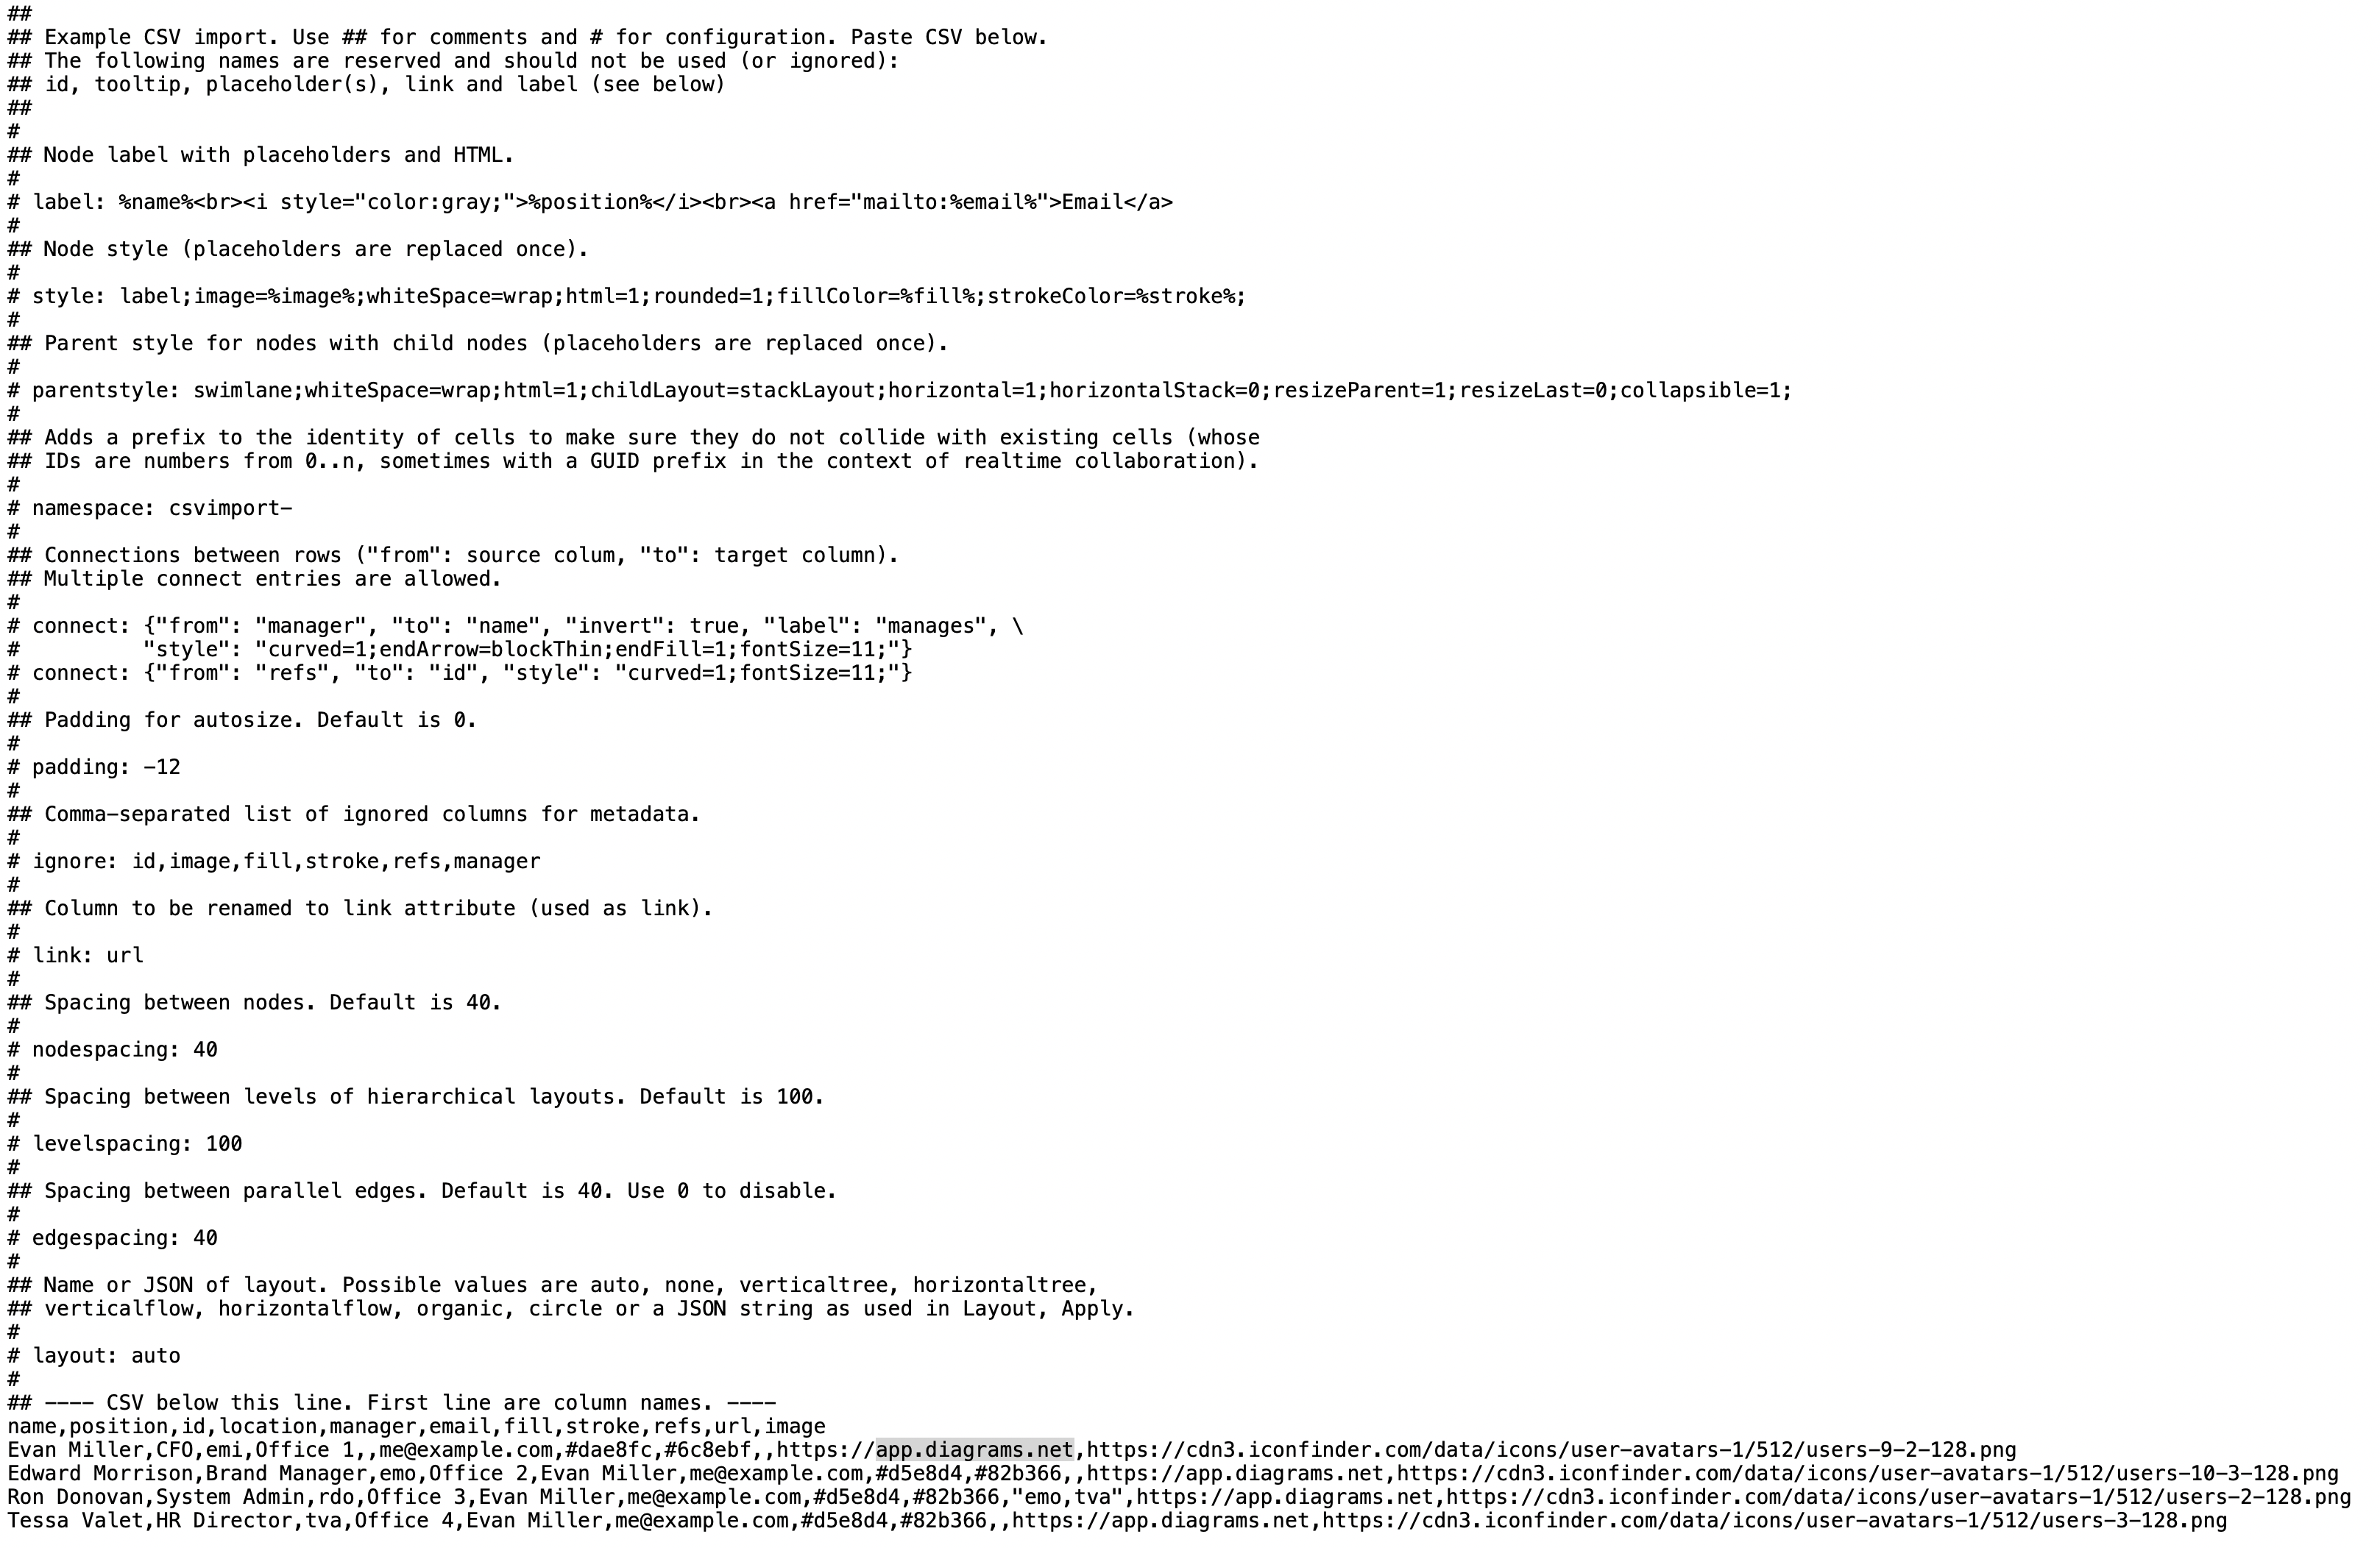 ##
## Example CSV import. Use ## for comments and # for configuration. Paste CSV below.
## The following names are reserved and should not be used (or ignored):
## id, tooltip, placeholder(s), link and label (see below)
##
#
## Node label with placeholders and HTML.
#
# label: %name%<br><i style="color:gray;">%position%</i><br><a href="mailto:%email%">Email</a>
#
## Node style (placeholders are replaced once).
#
# style: label;image=%image%;whiteSpace=wrap;html=1;rounded=1;fillColor=%fill%;strokeColor=%stroke%;
#
## Parent style for nodes with child nodes (placeholders are replaced once).
#
# parentstyle: swimlane;whiteSpace=wrap;html=1;childLayout=stackLayout;horizontal=1;horizontalStack=0;resizeParent=1;resizeLast=0;collapsible=1;
#
## Adds a prefix to the identity of cells to make sure they do not collide with existing cells (whose
## IDs are numbers from 0..n, sometimes with a GUID prefix in the context of realtime collaboration).
#
# namespace: csvimport-
#
## Connections between rows ("from": source colum, "to": target column).
## Multiple connect entries are allowed.
#
# connect: {"from": "manager", "to": "name", "invert": true, "label": "manages", \
#          "style": "curved=1;endArrow=blockThin;endFill=1;fontSize=11;"}
# connect: {"from": "refs", "to": "id", "style": "curved=1;fontSize=11;"}
#
## Padding for autosize. Default is 0.
#
# padding: -12
#
## Comma-separated list of ignored columns for metadata.
#
# ignore: id,image,fill,stroke,refs,manager
#
## Column to be renamed to link attribute (used as link).
#
# link: url
#
## Spacing between nodes. Default is 40.
#
# nodespacing: 40
#
## Spacing between levels of hierarchical layouts. Default is 100.
#
# levelspacing: 100
#
## Spacing between parallel edges. Default is 40. Use 0 to disable.
#
# edgespacing: 40
#
## Name or JSON of layout. Possible values are auto, none, verticaltree, horizontaltree,
## verticalflow, horizontalflow, organic, circle or a JSON string as used in Layout, Apply.
#
# layout: auto
#
## ---- CSV below this line. First line are column names. ----
name,position,id,location,manager,email,fill,stroke,refs,url,image
Evan Miller,CFO,emi,Office 1,,me@example.com,#dae8fc,#6c8ebf,,https://app.diagrams.net,https://cdn3.iconfinder.com/data/icons/user-avatars-1/512/users-9-2-128.png
Edward Morrison,Brand Manager,emo,Office 2,Evan Miller,me@example.com,#d5e8d4,#82b366,,https://app.diagrams.net,https://cdn3.iconfinder.com/data/icons/user-avatars-1/512/users-10-3-128.png
Ron Donovan,System Admin,rdo,Office 3,Evan Miller,me@example.com,#d5e8d4,#82b366,"emo,tva",https://app.diagrams.net,https://cdn3.iconfinder.com/data/icons/user-avatars-1/512/users-2-128.png
Tessa Valet,HR Director,tva,Office 4,Evan Miller,me@example.com,#d5e8d4,#82b366,,https://app.diagrams.net,https://cdn3.iconfinder.com/data/icons/user-avatars-1/512/users-3-128.png